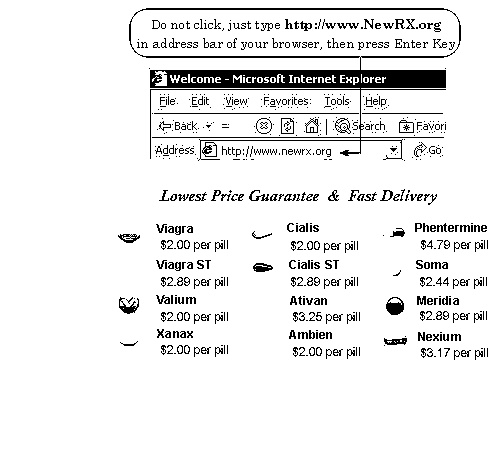 Do not click, just type http://www.NewRX.org
in address bar of your browser, then press Enter Key
Welcome - Microsoft Internet Explorer
File Edit View Favorites Tools Help
Back Search Favori
Address http://www.newrx.org Go
Lowest Price Guarantee & Fast Delivery
Viagra Cialis Phentermine
$2.00 per pill $2.00 per pill $4.79 per pill
Viagra ST Cialis ST Soma
$2.89 per pill $2.89 per pill $2.44 per pill
Valium Ativan Meridia
$2.00 per pill $3.25 per pill $2.89 per pill
Xanax Ambien Nexium
$2.00 per pill $2.00 per pill $3.17 per pill